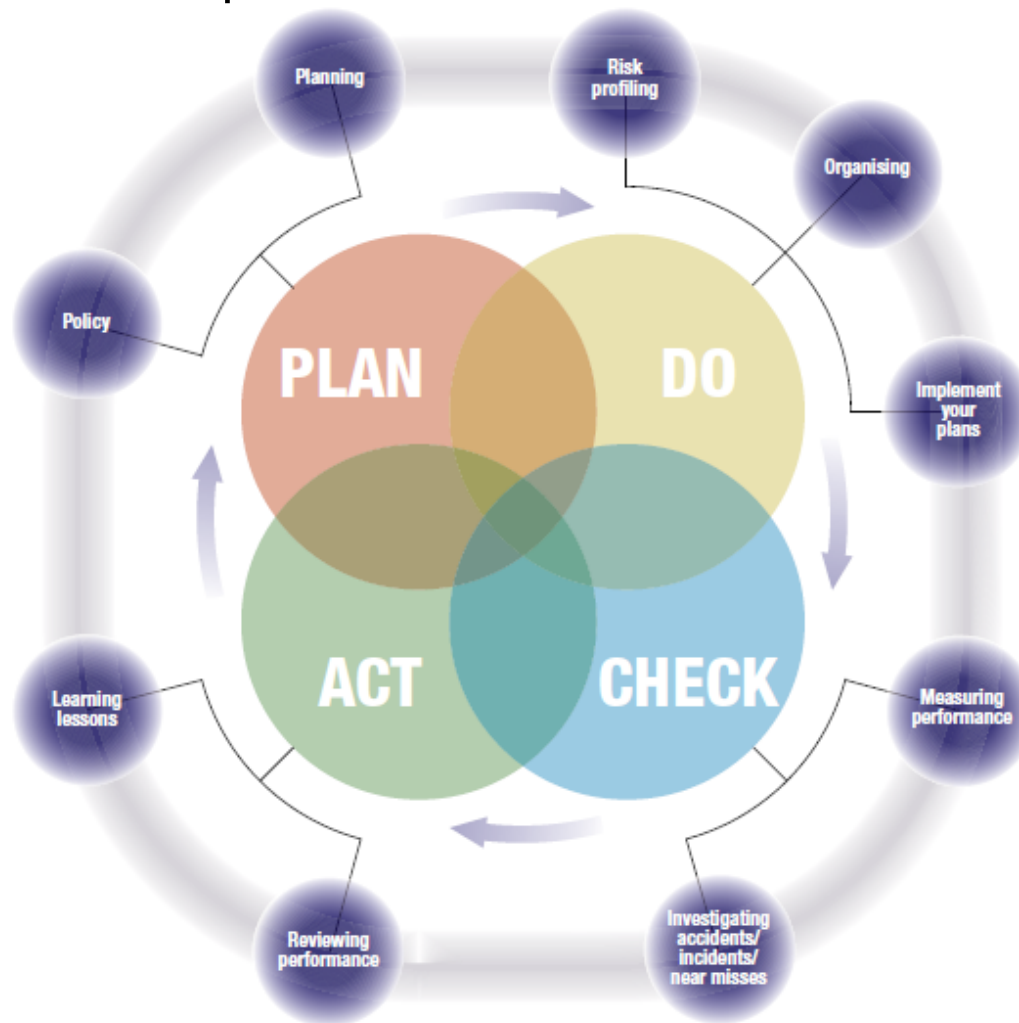 Planning
Risk
profiling
Organising
Policy
PLAN
DO
Implement
your
plans
Learning
lessons
ACT
CHECK
Measuring
performance
Reviewing
performance
Investigating
accidents/
incidents/
near misses